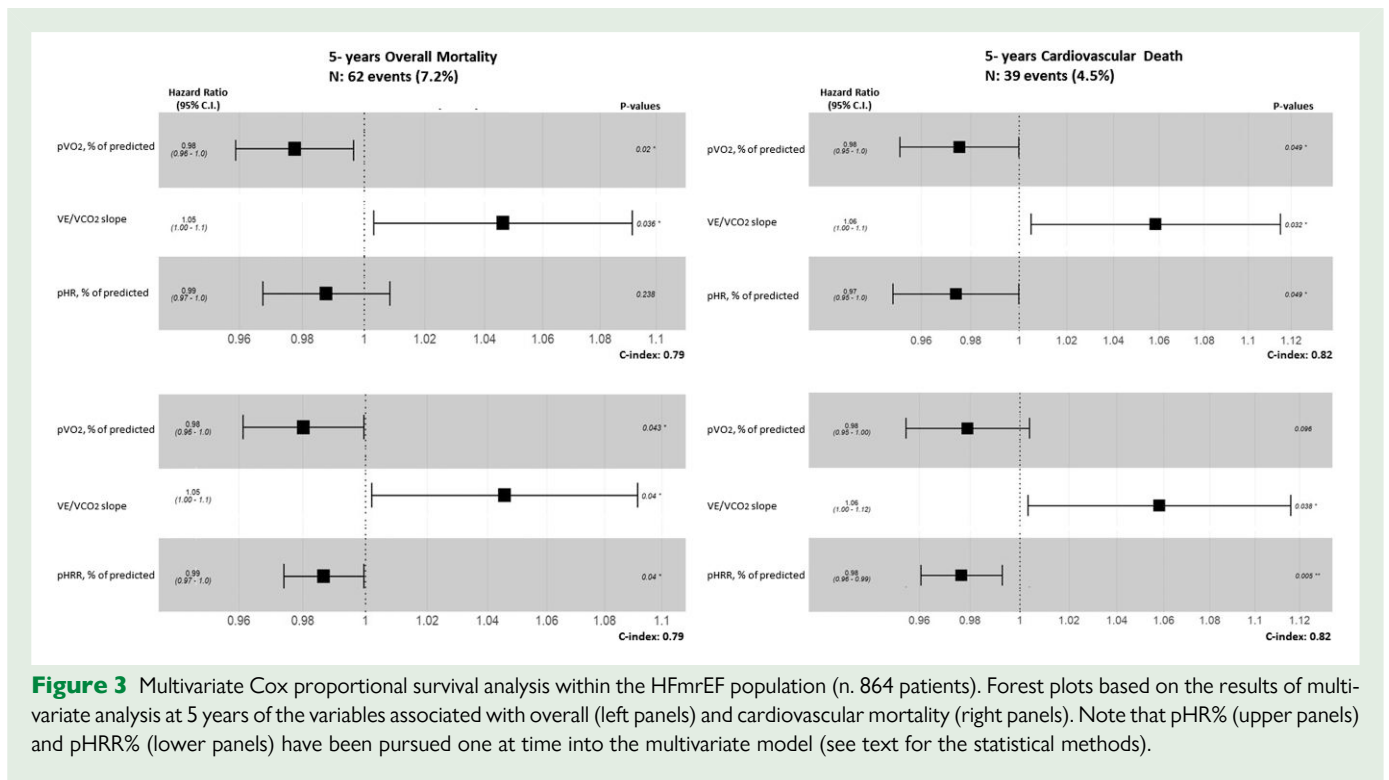 5- years Overall Mortality
N: 62 events (7.2%)
Hazard Ratio
(95% C.I.)
P-values
pVO2, % of predicted
0.98
(0.96 - 1.0)
0.02 *
VE/VCO2 slope
1.05
(1.00 - 1.1)
0.036 *
pHR, % of predicted
0.99
(0.97 - 1.0)
0.238
0.96 0.98 1 1.02 1.04 1.06 1.08 1.1
C-index: 0.79
5- years Cardiovascular Death
N: 39 events (4.5%)
Hazard Ratio
(95% C.I.)
P-values
pVO2, % of predicted
0.98
(0.95 - 1.0)
0.049 *
VE/VCO2 slope
1.06
(1.00 - 1.1)
0.032 *
pHR, % of predicted
0.97
(0.95 - 1.0)
0.049 *
0.96 0.98 1 1.02 1.04 1.06 1.08 1.1 1.12
C-index: 0.82
pVO2, % of predicted
0.98
(0.96 - 1.0)
0.043 *
VE/VCO2 slope
1.05
(1.00 - 1.1)
0.04 *
pHRR, % of predicted
0.99
(0.97 - 1.0)
0.04 *
0.96 0.98 1 1.02 1.04 1.06 1.08 1.1
C-index: 0.79
pVO2, % of predicted
0.98
(0.95 - 1.00)
0.096
VE/VCO2 slope
1.06
(1.00 - 1.12)
0.038 *
pHRR, % of predicted
0.98
(0.96 - 0.99)
0.005 **
0.96 0.98 1 1.02 1.04 1.06 1.08 1.1 1.12
C-index: 0.82
Figure 3 Multivariate Cox proportional survival analysis within the HFmrEF population (n. 864 patients). Forest plots based on the results of multi-
variate analysis at 5 years of the variables associated with overall (left panels) and cardiovascular mortality (right panels). Note that pHR% (upper panels)
and pHRR% (lower panels) have been pursued one at time into the multivariate model (see text for the statistical methods).